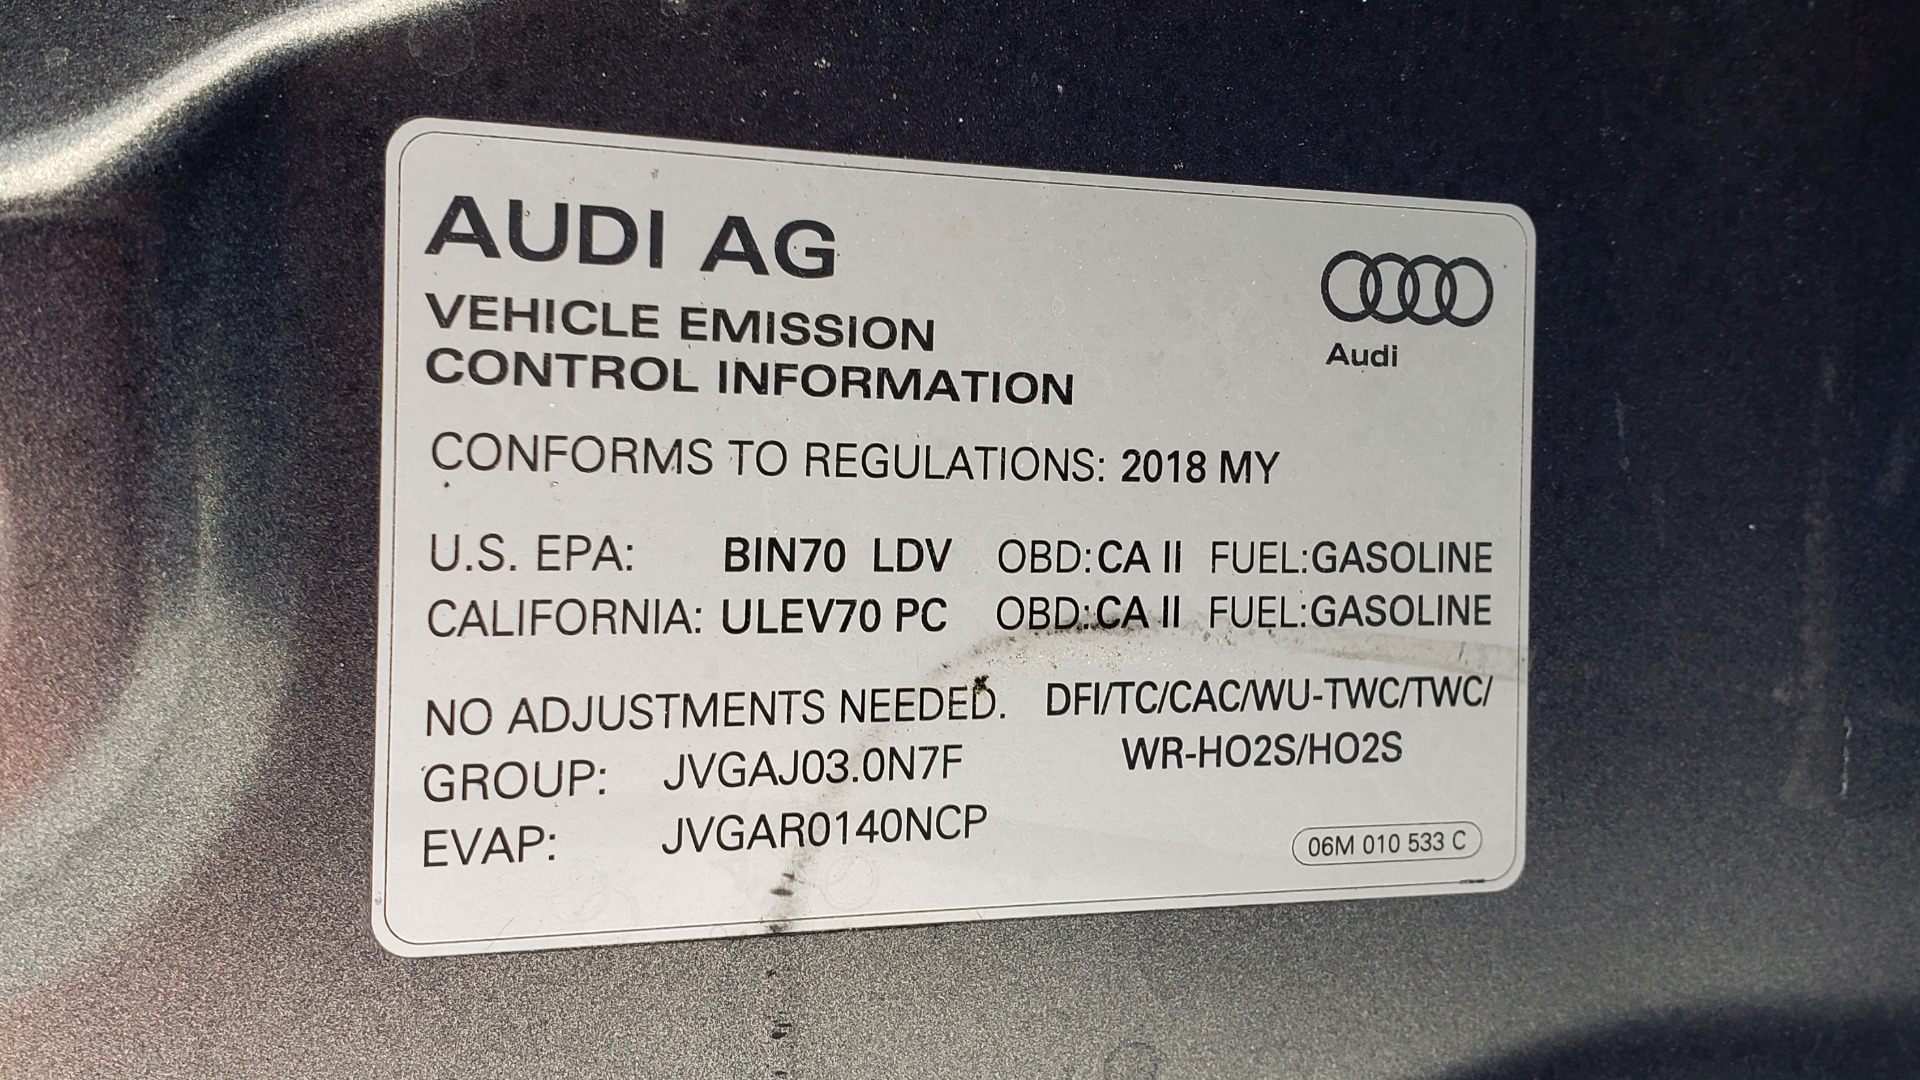 AUDI AG
Audi
VEHICLE EMISSION
CONTROL INFORMATION
CONFORMS TO REGULATIONS: 2018 MY
U.S. EPA: BIN70 LDV OBD:CA II FUEL:GASOLINE
CALIFORNIA: ULEV70 PC OBD:CA II FUEL:GASOLINE
NO ADJUSTMENTS NEEDED. DFI/TC/CAC/WU-TWC/TWC/
GROUP: JVGAJ03.0N7F WR-HO2S/HO2S
EVAP: JVGAR0140NCP
06M 010 533 C